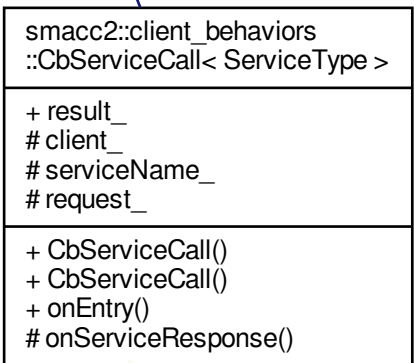 smacc2::client_behaviors
::CbServiceCall< ServiceType >
+ result_
# client_
# serviceName_
# request_
+ CbServiceCall()
+ CbServiceCall()
+ onEntry()
# onServiceResponse()